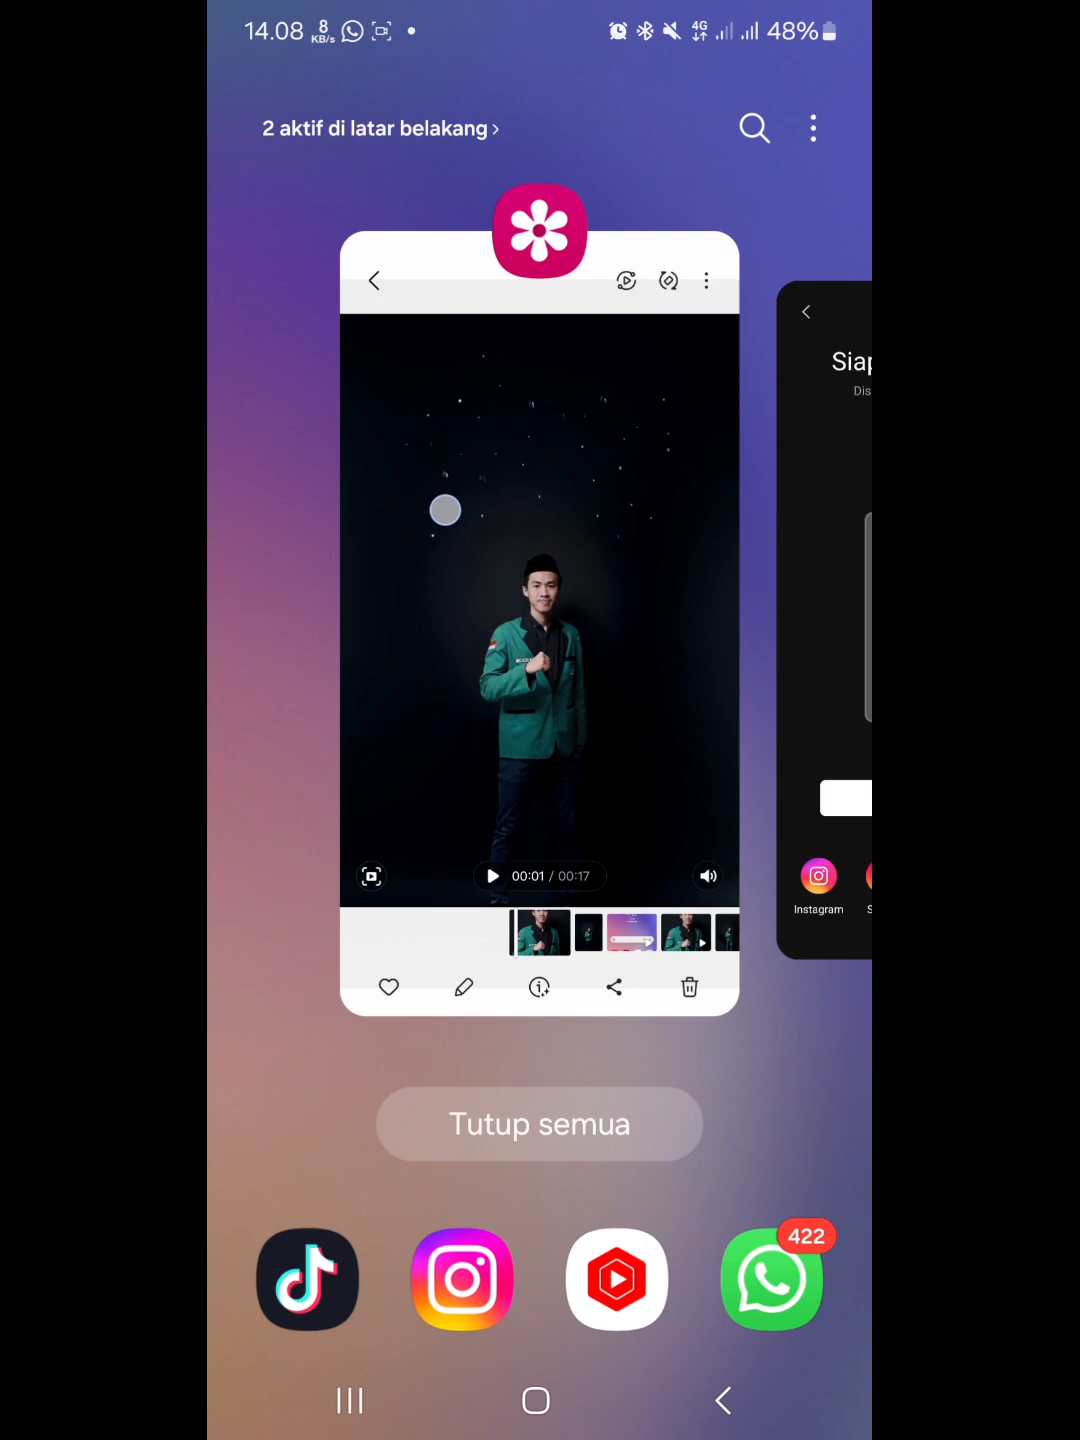 14.08 8 KB/s 4G 48%
2 aktif di latar belakang
Siap
Dis
00:01 / 00:17
Instagram
S
Tutup semua
422